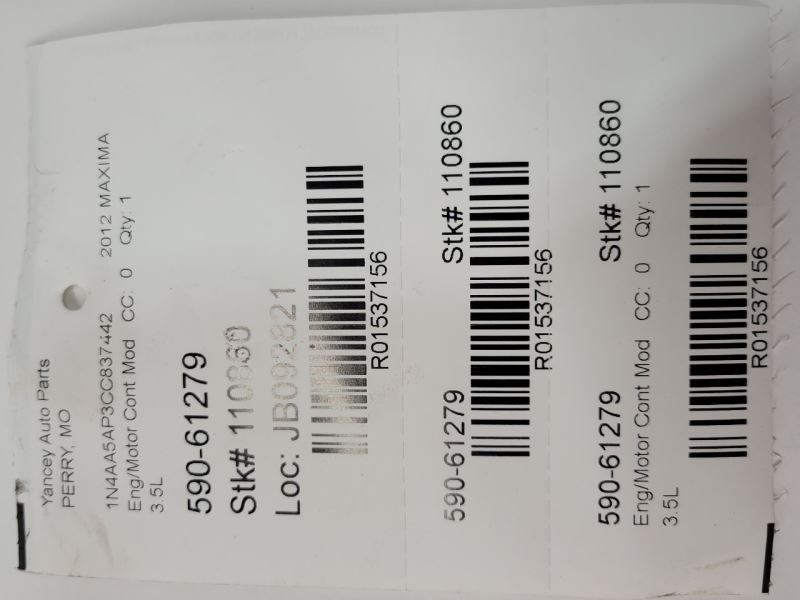 Yancey Auto Parts
PERRY, MO
1N4AA5AP3CC837442 2012 MAXIMA
Eng/Motor Cont Mod CC: 0 Qty: 1
3.5L
590-61279
Stk# 110860
Loc: JB092821
R01537156
590-61279 Stk# 110860
R01537156
590-61279 Stk# 110860
Eng/Motor Cont Mod CC: 0 Qty: 1
3.5L
R01537156